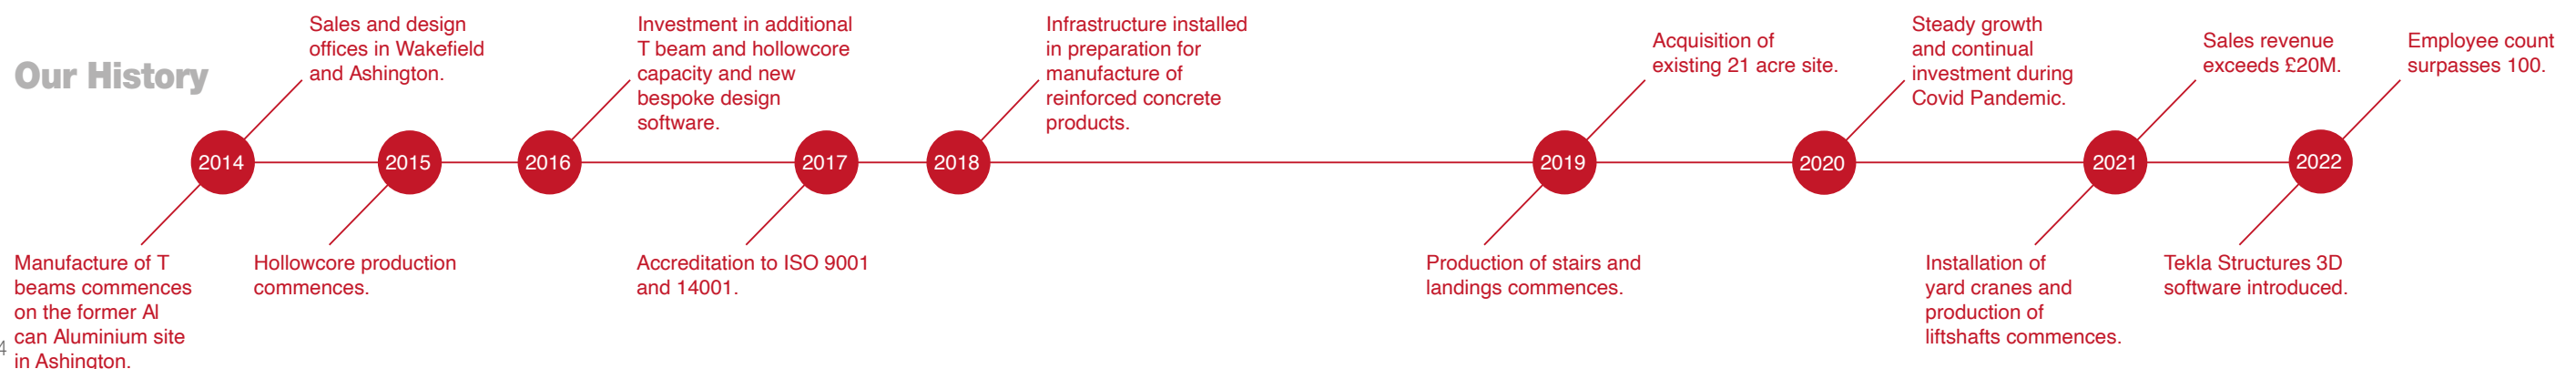 Our History
Sales and design
offices in Wakefield
and Ashington.
Investment in additional
T beam and hollowcore
capacity and new
bespoke design
software.
Infrastructure installed
in preparation for
manufacture of
reinforced concrete
products.
Acquisition of
existing 21 acre site.
Steady growth
and continual
investment during
Covid Pandemic.
Sales revenue
exceeds £20M.
Employee count
surpasses 100.
2014
2015
2016
2017
2018
2019
2020
2021
2022
Manufacture of T
beams commences
on the former Al
can Aluminium site
in Ashington.
Hollowcore production
commences.
Accreditation to ISO 9001
and 14001.
Production of stairs and
landings commences.
Installation of
yard cranes and
production of
liftshafts commences.
Tekla Structures 3D
software introduced.
4